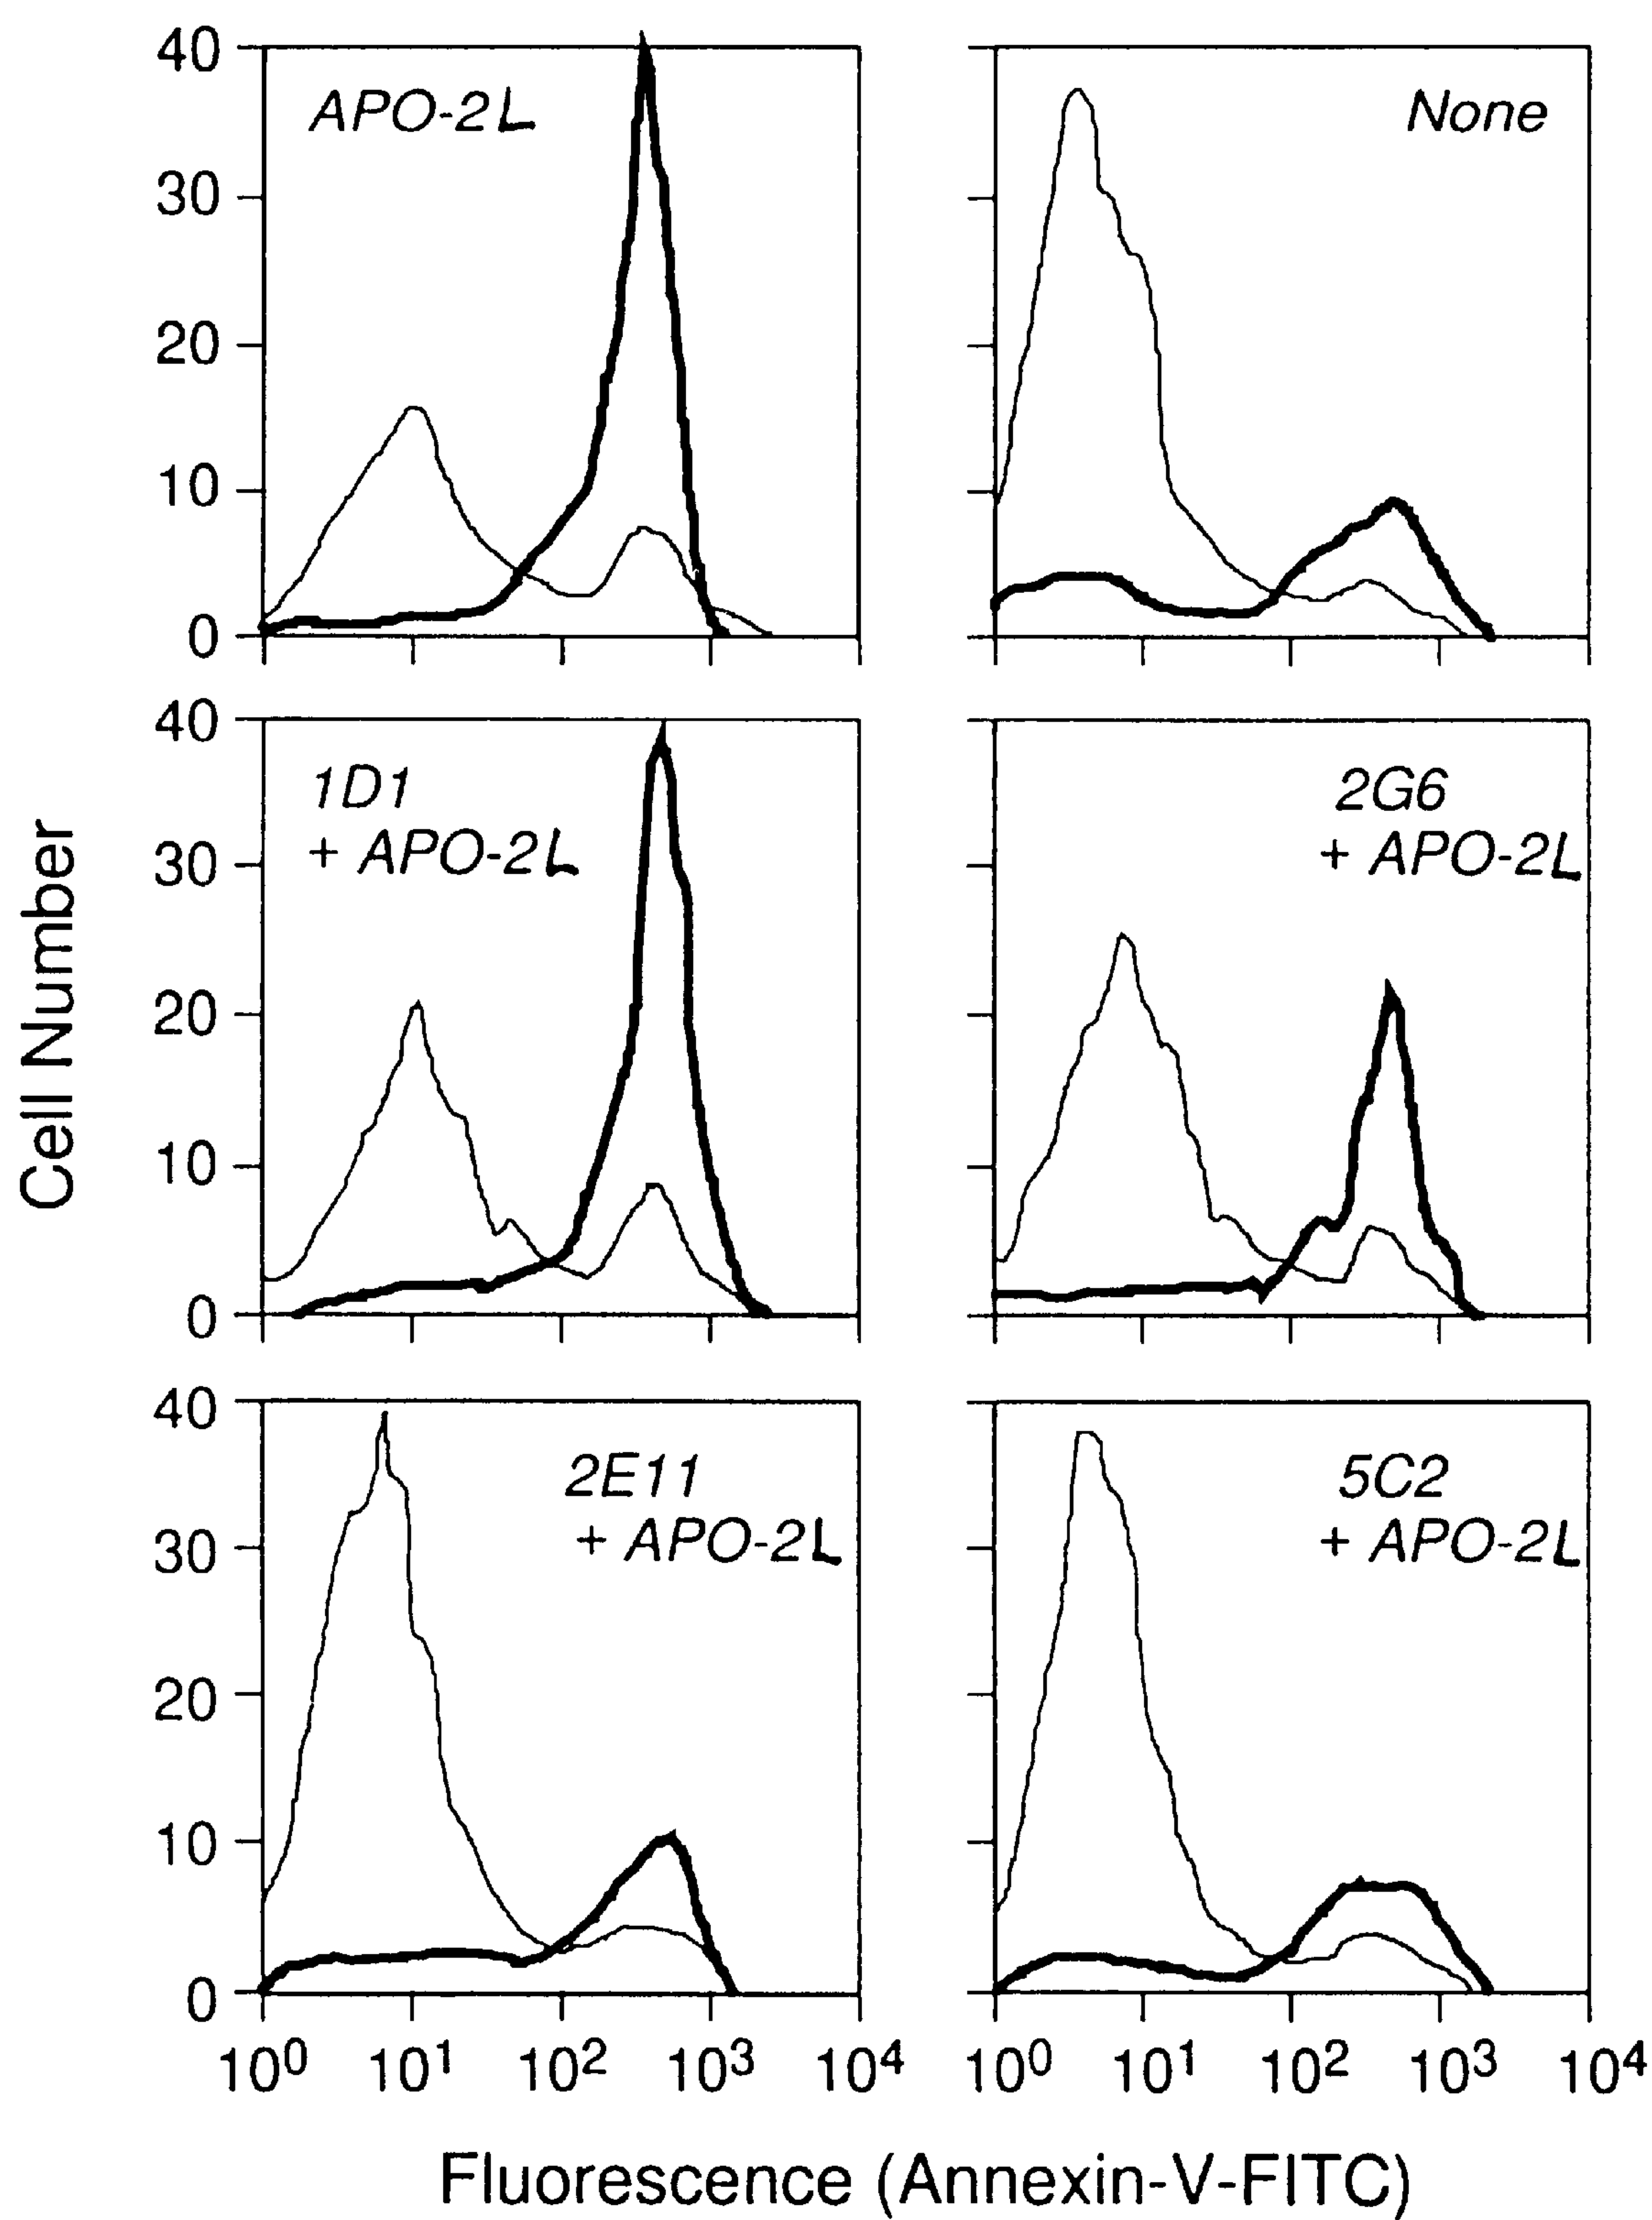 40
30
20
10
0
APO-2L
None
Cell Number
40
30
20
10
0
1D1
+ APO-2L
2G6
+ APO-2L
40
30
20
10
0
2E11
+ APO-2L
5C2
+ APO-2L
10⁰ 10¹ 10² 10³ 10⁴
10⁰ 10¹ 10² 10³ 10⁴
Fluorescence (Annexin-V-FITC)